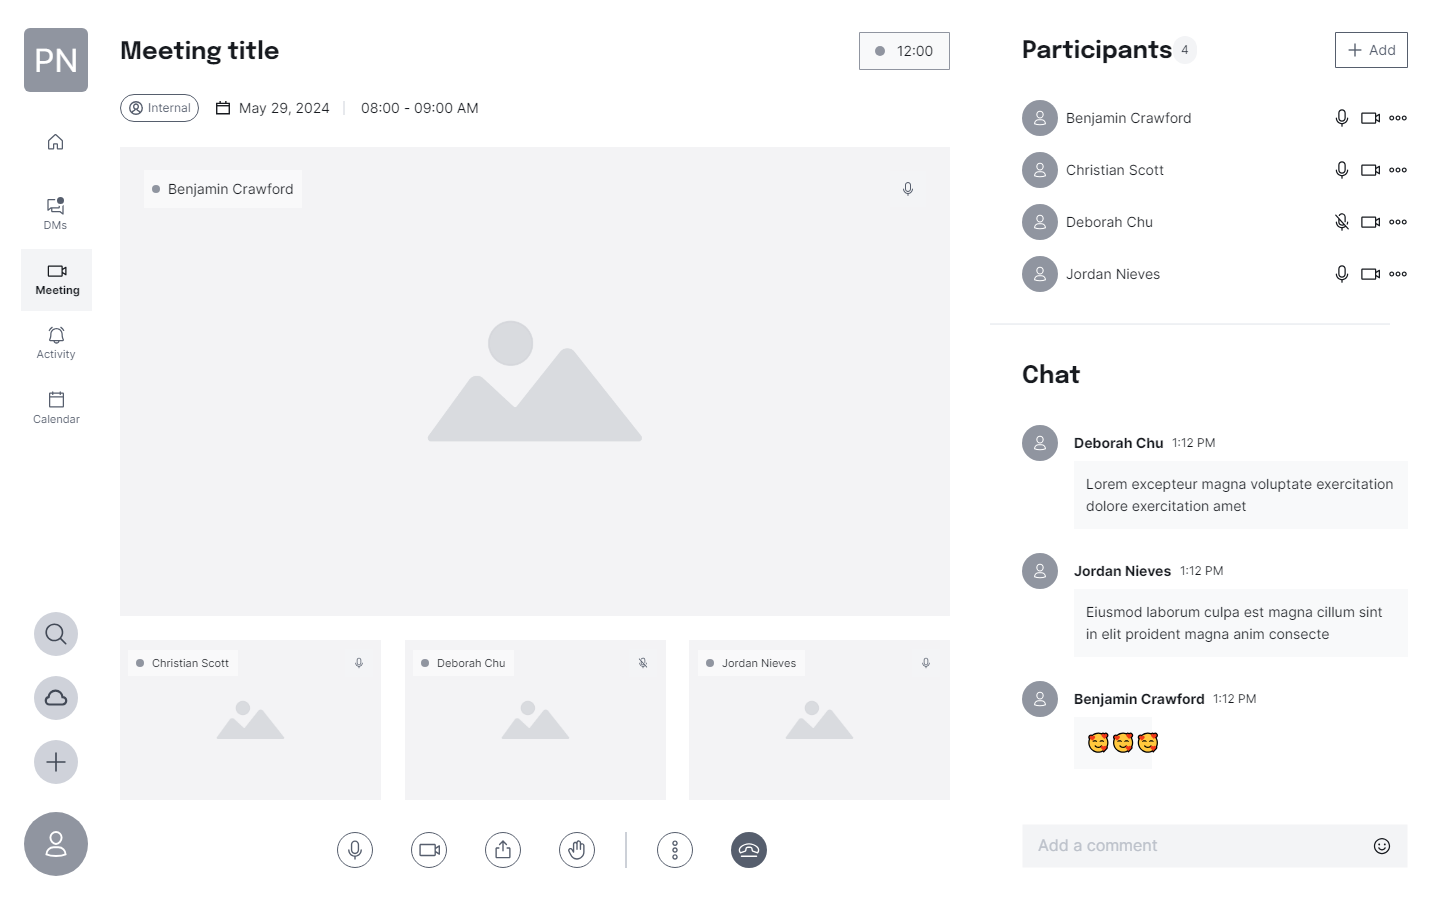 PN
DMs
Meeting
Activity
Calendar
Meeting title
12:00
Internal
May 29, 2024
08:00 - 09:00 AM
Benjamin Crawford
Christian Scott
Deborah Chu
Jordan Nieves
Participants 4
Add
Benjamin Crawford
Christian Scott
Deborah Chu
Jordan Nieves
Chat
Deborah Chu 1:12 PM
Lorem excepteur magna voluptate exercitation
dolore exercitation amet
Jordan Nieves 1:12 PM
Eiusmod laborum culpa est magna cillum sint
in elit proident magna anim consecte
Benjamin Crawford 1:12 PM
🥰🥰🥰
Add a comment